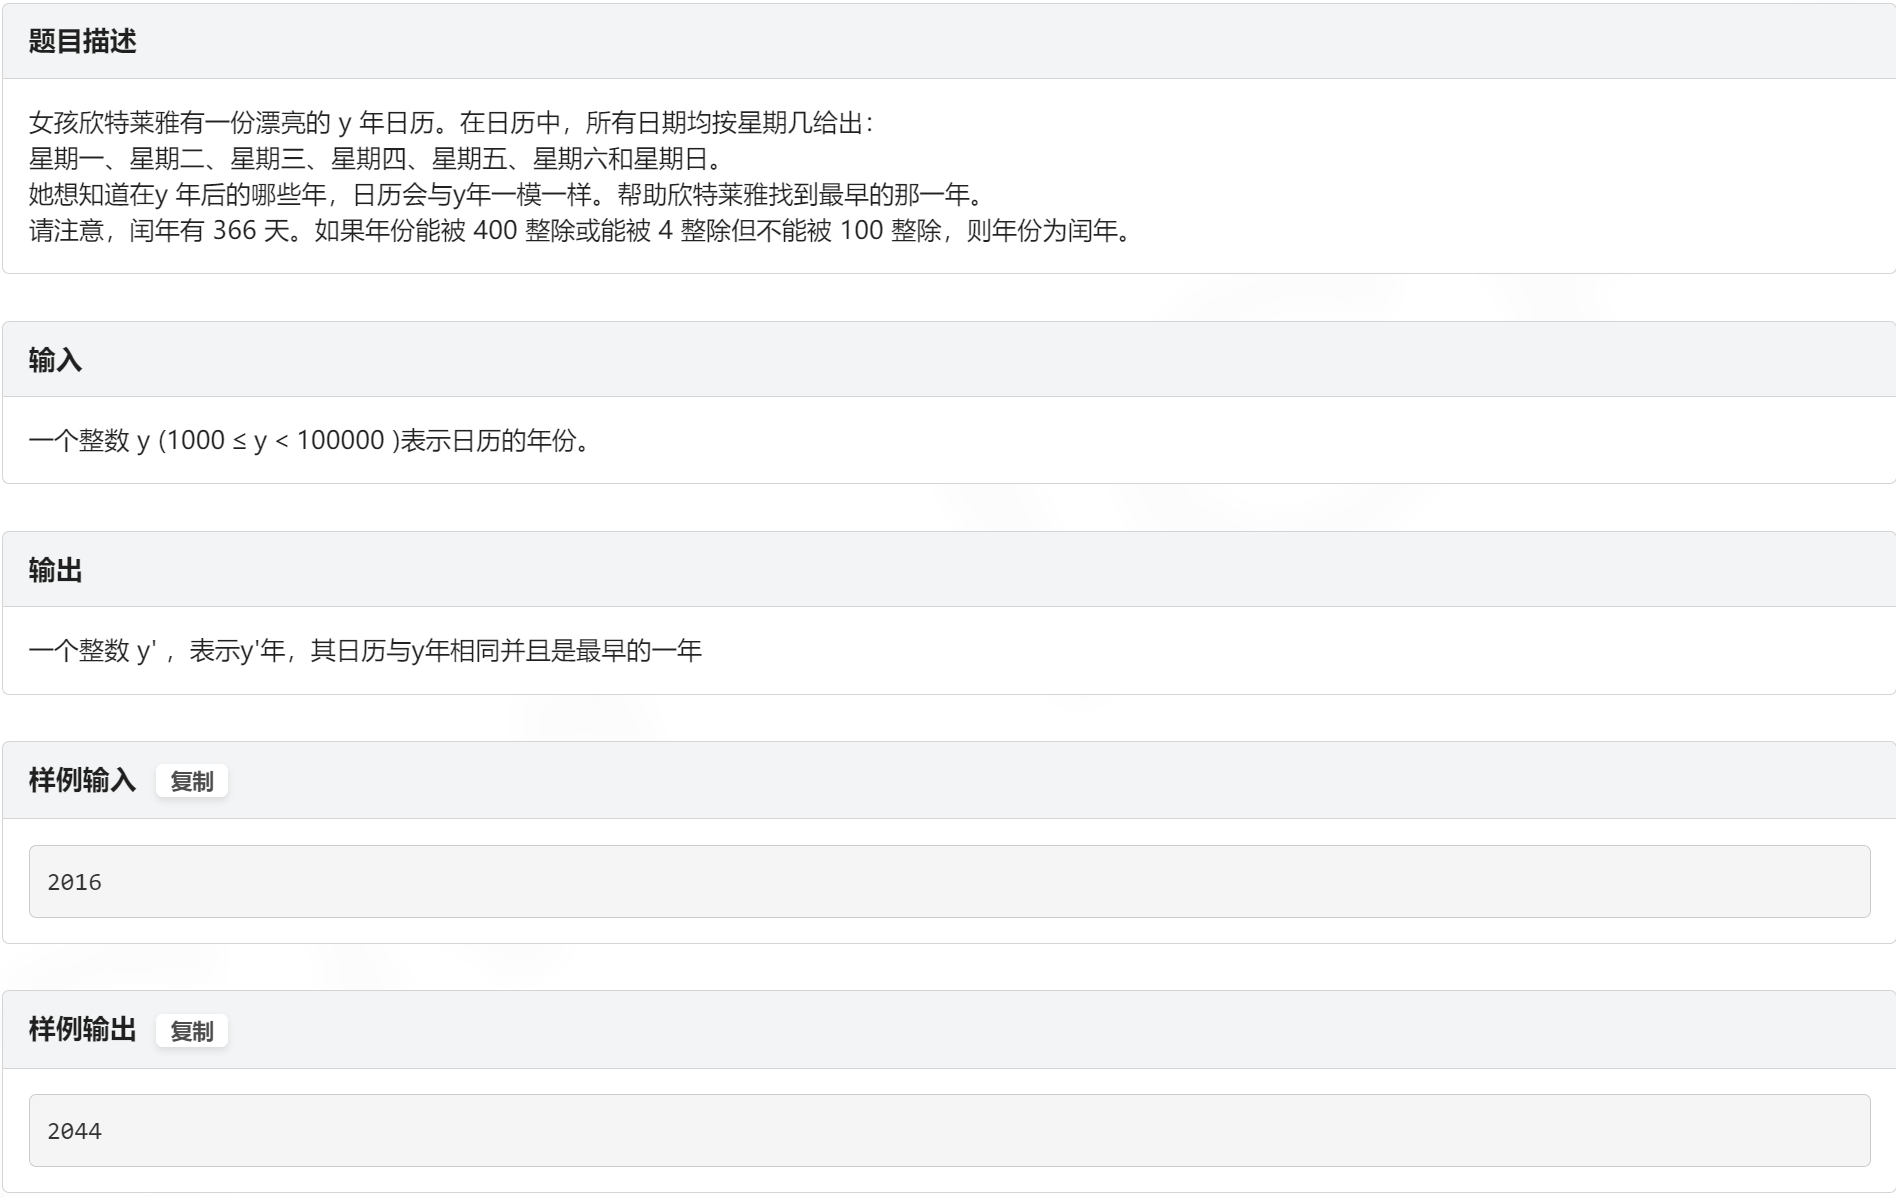 题目描述
女孩欣特莱雅有一份漂亮的 y 年日历。在日历中，所有日期均按星期几给出：
星期一、星期二、星期三、星期四、星期五、星期六和星期日。
她想知道在y 年后的哪些年，日历会与y年一模一样。帮助欣特莱雅找到最早的那一年。
请注意，闰年有 366 天。如果年份能被 400 整除或能被 4 整除但不能被 100 整除，则年份为闰年。
输入
一个整数 y (1000 ≤ y < 100000 )表示日历的年份。
输出
一个整数 y' ，表示y'年，其日历与y年相同并且是最早的一年
样例输入 复制
2016
样例输出 复制
2044